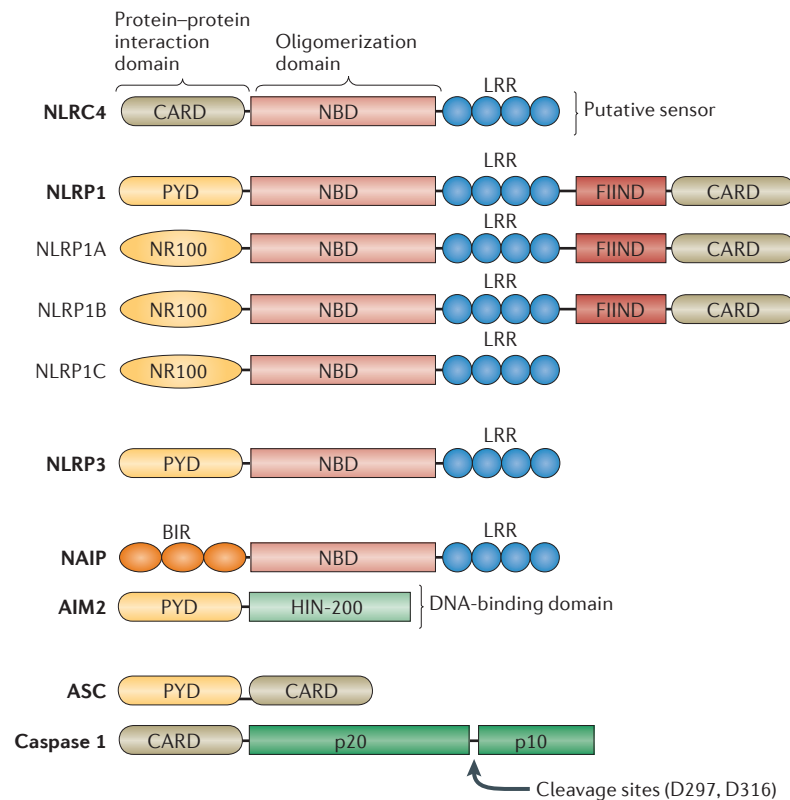 Protein–protein
interaction
domain
Oligomerization
domain
LRR
NLRC4 CARD NBD Putative sensor
LRR
NLRP1 PYD NBD FIIND CARD
LRR
NLRP1A NR100 NBD FIIND CARD
LRR
NLRP1B NR100 NBD FIIND CARD
LRR
NLRP1C NR100 NBD
LRR
NLRP3 PYD NBD
BIR LRR
NAIP NBD
AIM2 PYD HIN-200 DNA-binding domain
ASC PYD CARD
Caspase 1 CARD p20 p10
Cleavage sites (D297, D316)